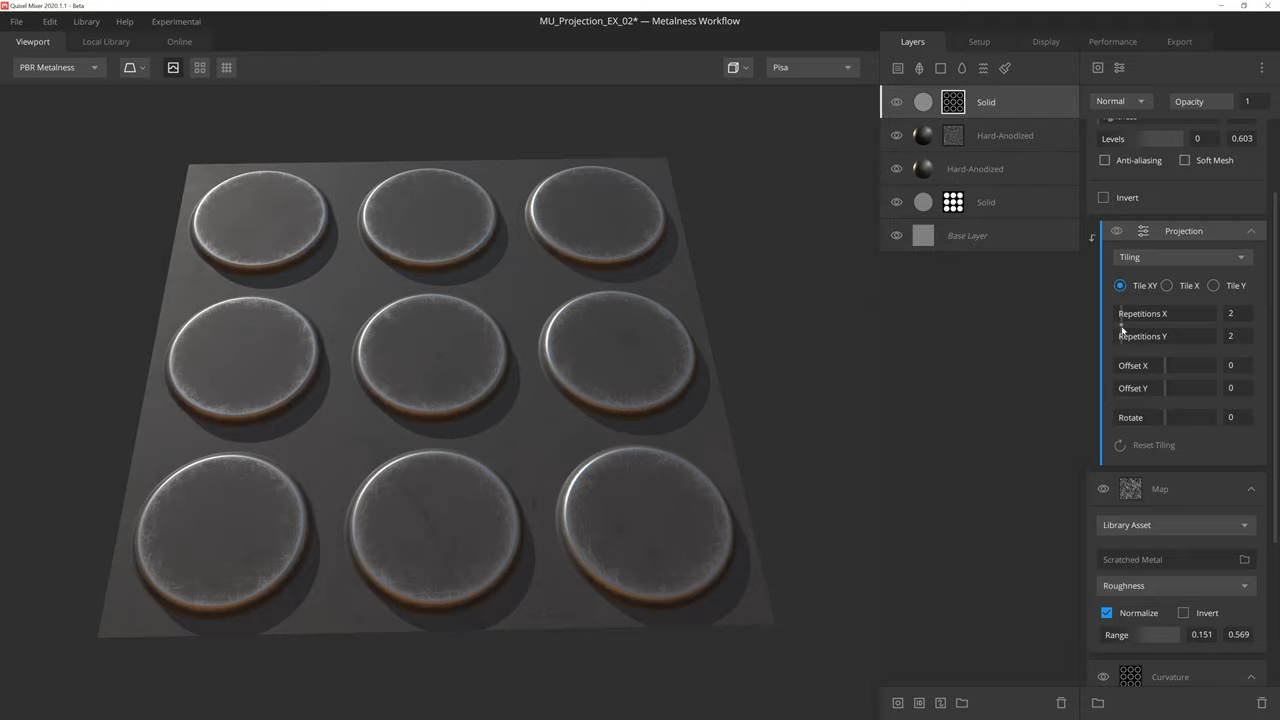 Quixel Mixer 2020.1.1 - Beta
File Edit Library Help Experimental
MU_Projection_EX_02* — Metalness Workflow
Viewport Local Library Online
Layers Setup Display Performance Export
PBR Metalness
Pisa
Solid
Hard-Anodized
Hard-Anodized
Solid
Base Layer
Normal Opacity 1
Levels 0 0.603
Anti-aliasing Soft Mesh
Invert
Projection
Tiling
Tile XY Tile X Tile Y
Repetitions X 2
Repetitions Y 2
Offset X 0
Offset Y 0
Rotate 0
Reset Tiling
Map
Library Asset
Scratched Metal
Roughness
Normalize Invert
Range 0.151 0.569
Curvature